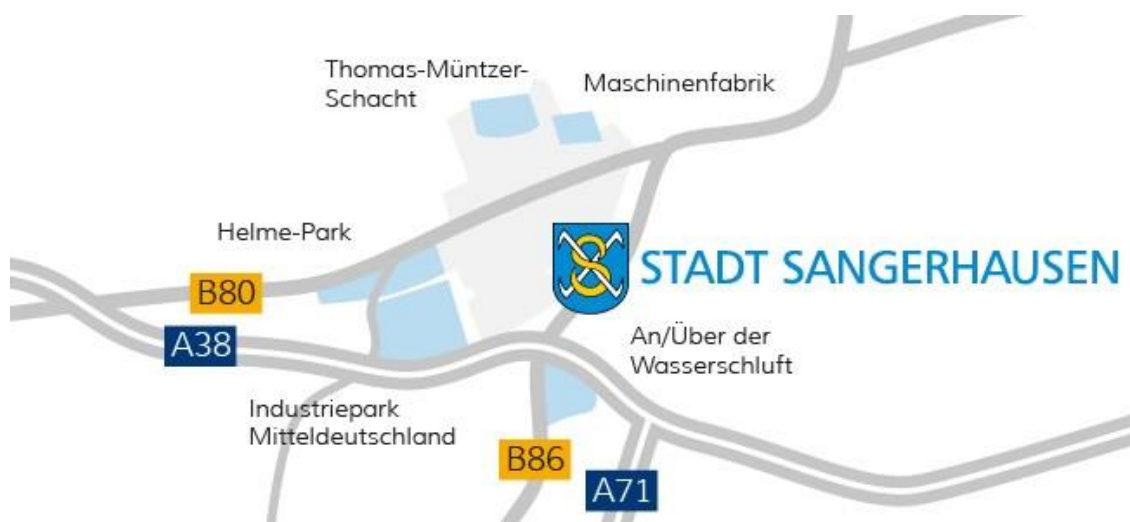 Thomas-Müntzer-
Schacht
Maschinenfabrik
Helme-Park
STADT SANGERHAUSEN
B80
A38
An/Über der
Wasserschluft
Industriepark
Mitteldeutschland
B86
A71